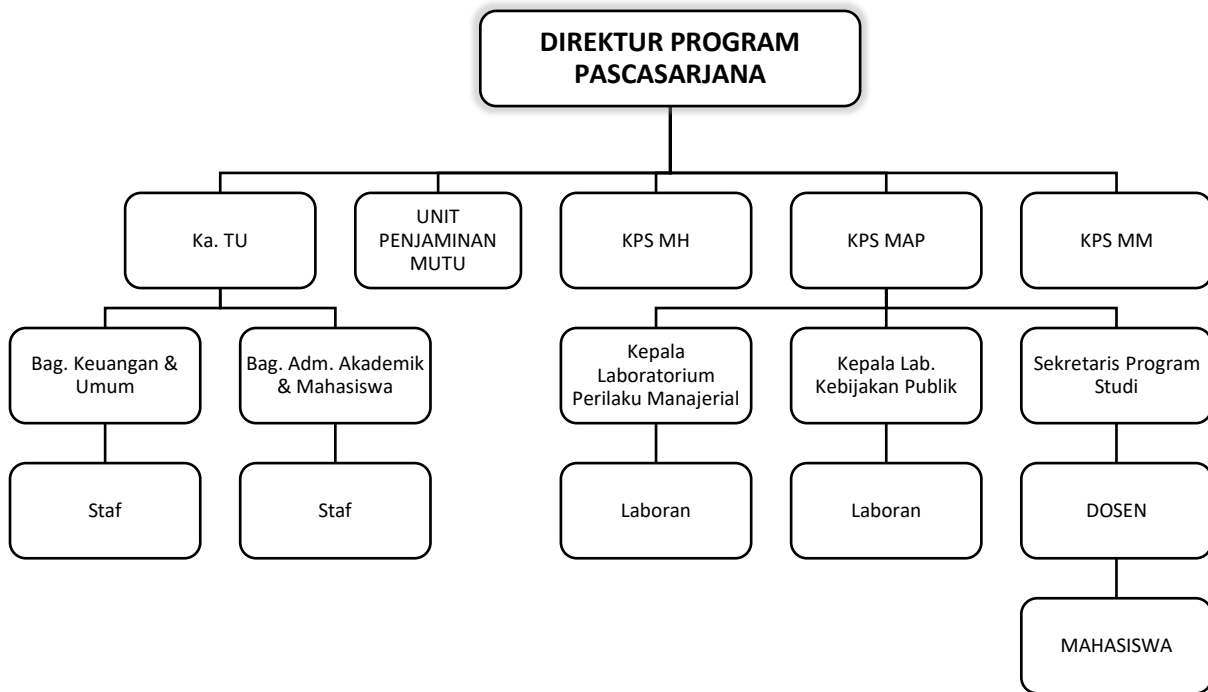 DIREKTUR PROGRAM
PASCASARJANA
Ka. TU
UNIT
PENJAMINAN
MUTU
KPS MH
KPS MAP
KPS MM
Bag. Keuangan &
Umum
Bag. Adm. Akademik
& Mahasiswa
Kepala
Laboratorium
Perilaku Manajerial
Kepala Lab.
Kebijakan Publik
Sekretaris Program
Studi
Staf
Staf
Laboran
Laboran
DOSEN
MAHASISWA